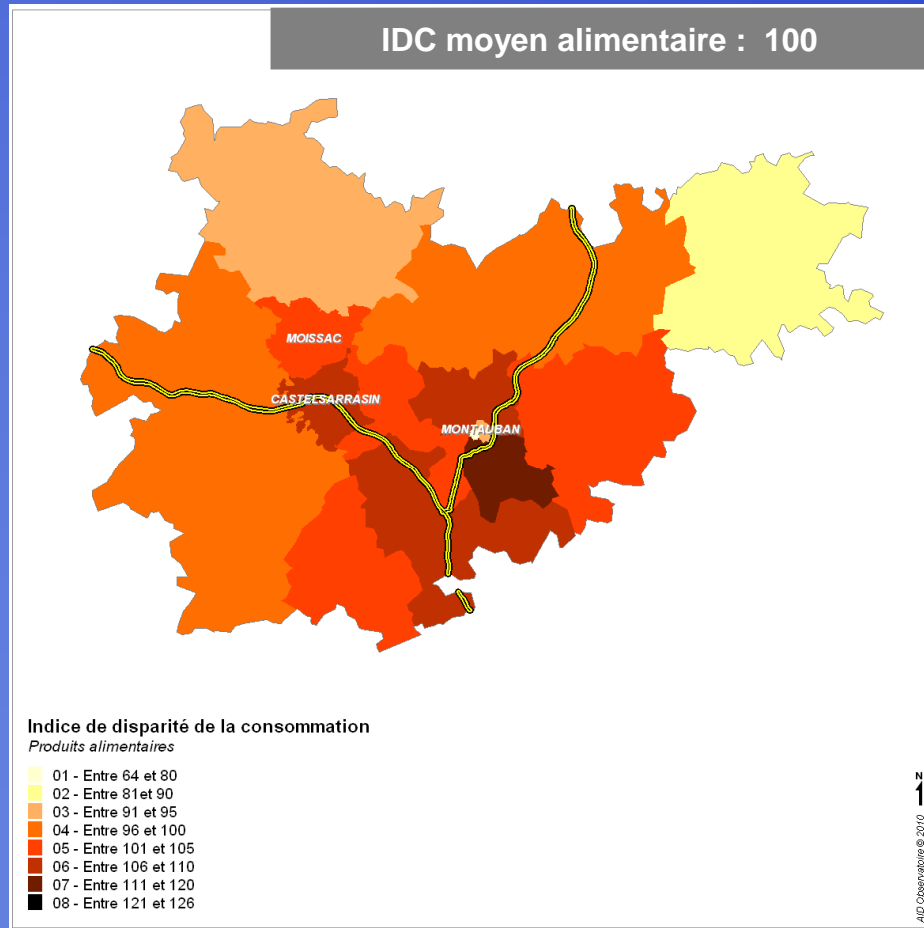 IDC moyen alimentaire : 100
MOISSAC
CASTELSARRASIN
MONTAUBAN
Indice de disparité de la consommation
Produits alimentaires
01 - Entre 64 et 80
02 - Entre 81et 90
03 - Entre 91 et 95
04 - Entre 96 et 100
05 - Entre 101 et 105
06 - Entre 106 et 110
07 - Entre 111 et 120
08 - Entre 121 et 126
N
AID Observatoire © 2010